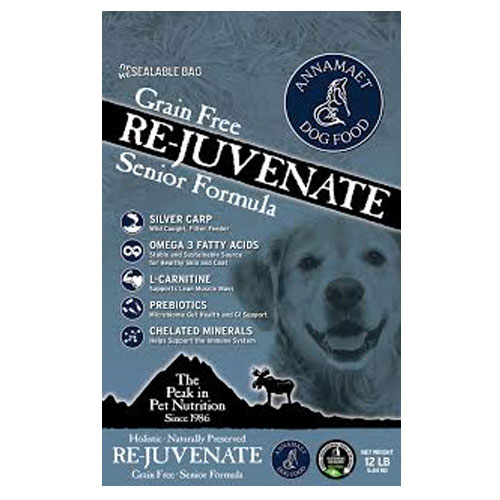 RESEALABLE BAG
ANNAMAET
DOG FOOD
Grain Free
RE-JUVENATE
Senior Formula
SILVER CARP
Wild Caught, Filter Feeder
OMEGA 3 FATTY ACIDS
Stable and Sustainable Source
for Healthy Skin and Coat
L-CARNITINE
Supports Lean Muscle Mass
PREBIOTICS
Microbiome Gut Health and GI Support
CHELATED MINERALS
Helps Support the Immune System
The
Peak in
Pet Nutrition
Since 1986
Holistic · Naturally Preserved
RE-JUVENATE
Grain Free · Senior Formula
ANNAMAET
DOG FOOD
NET WEIGHT
12 LB